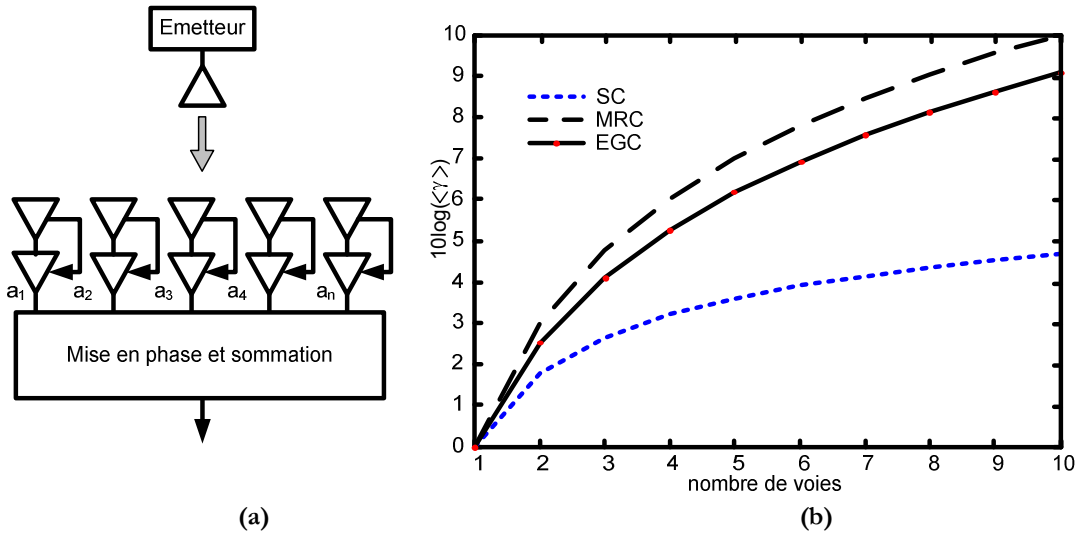 Emetteur
a1 a2 a3 a4 an
Mise en phase et sommation
(a)
10
9
8
7
6
5
4
3
2
1
0
10log(<γ>)
SC
MRC
EGC
1 2 3 4 5 6 7 8 9 10
nombre de voies
(b)